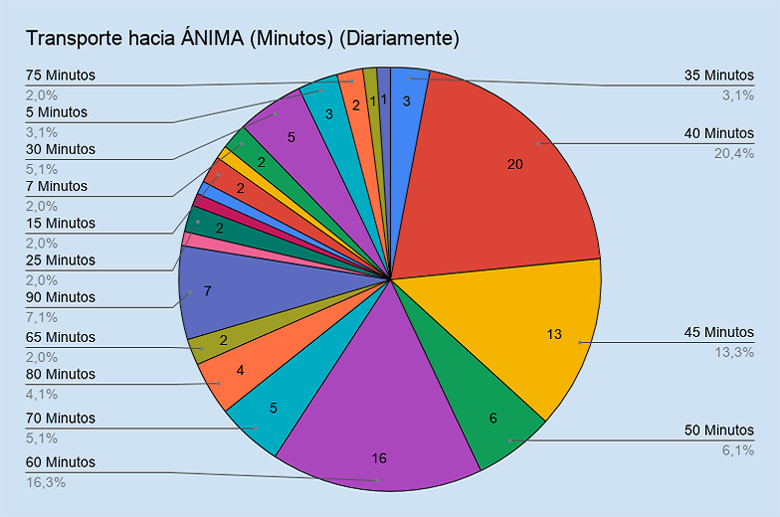 Transporte hacia ÁNIMA (Minutos) (Diariamente)
75 Minutos
2,0%
5 Minutos
3,1%
30 Minutos
5,1%
7 Minutos
2,0%
15 Minutos
2,0%
25 Minutos
2,0%
90 Minutos
7,1%
65 Minutos
2,0%
80 Minutos
4,1%
70 Minutos
5,1%
60 Minutos
16,3%
35 Minutos
3,1%
40 Minutos
20,4%
45 Minutos
13,3%
50 Minutos
6,1%
3
20
13
6
16
5
4
2
7
2
2
2
5
3
2
1
1